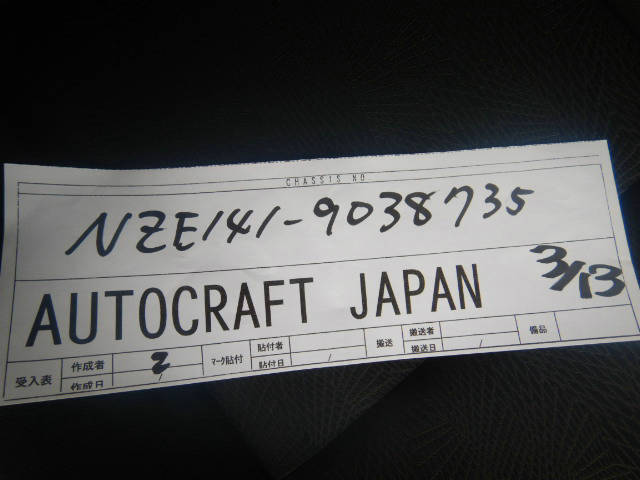 CHASSIS NO
NZE141-9038735
AUTOCRAFT JAPAN 3/13
受入表 作成者 2 マーク貼付 貼付者 搬送 搬送者 備品
作成日 / 貼付日 / 搬送日 /